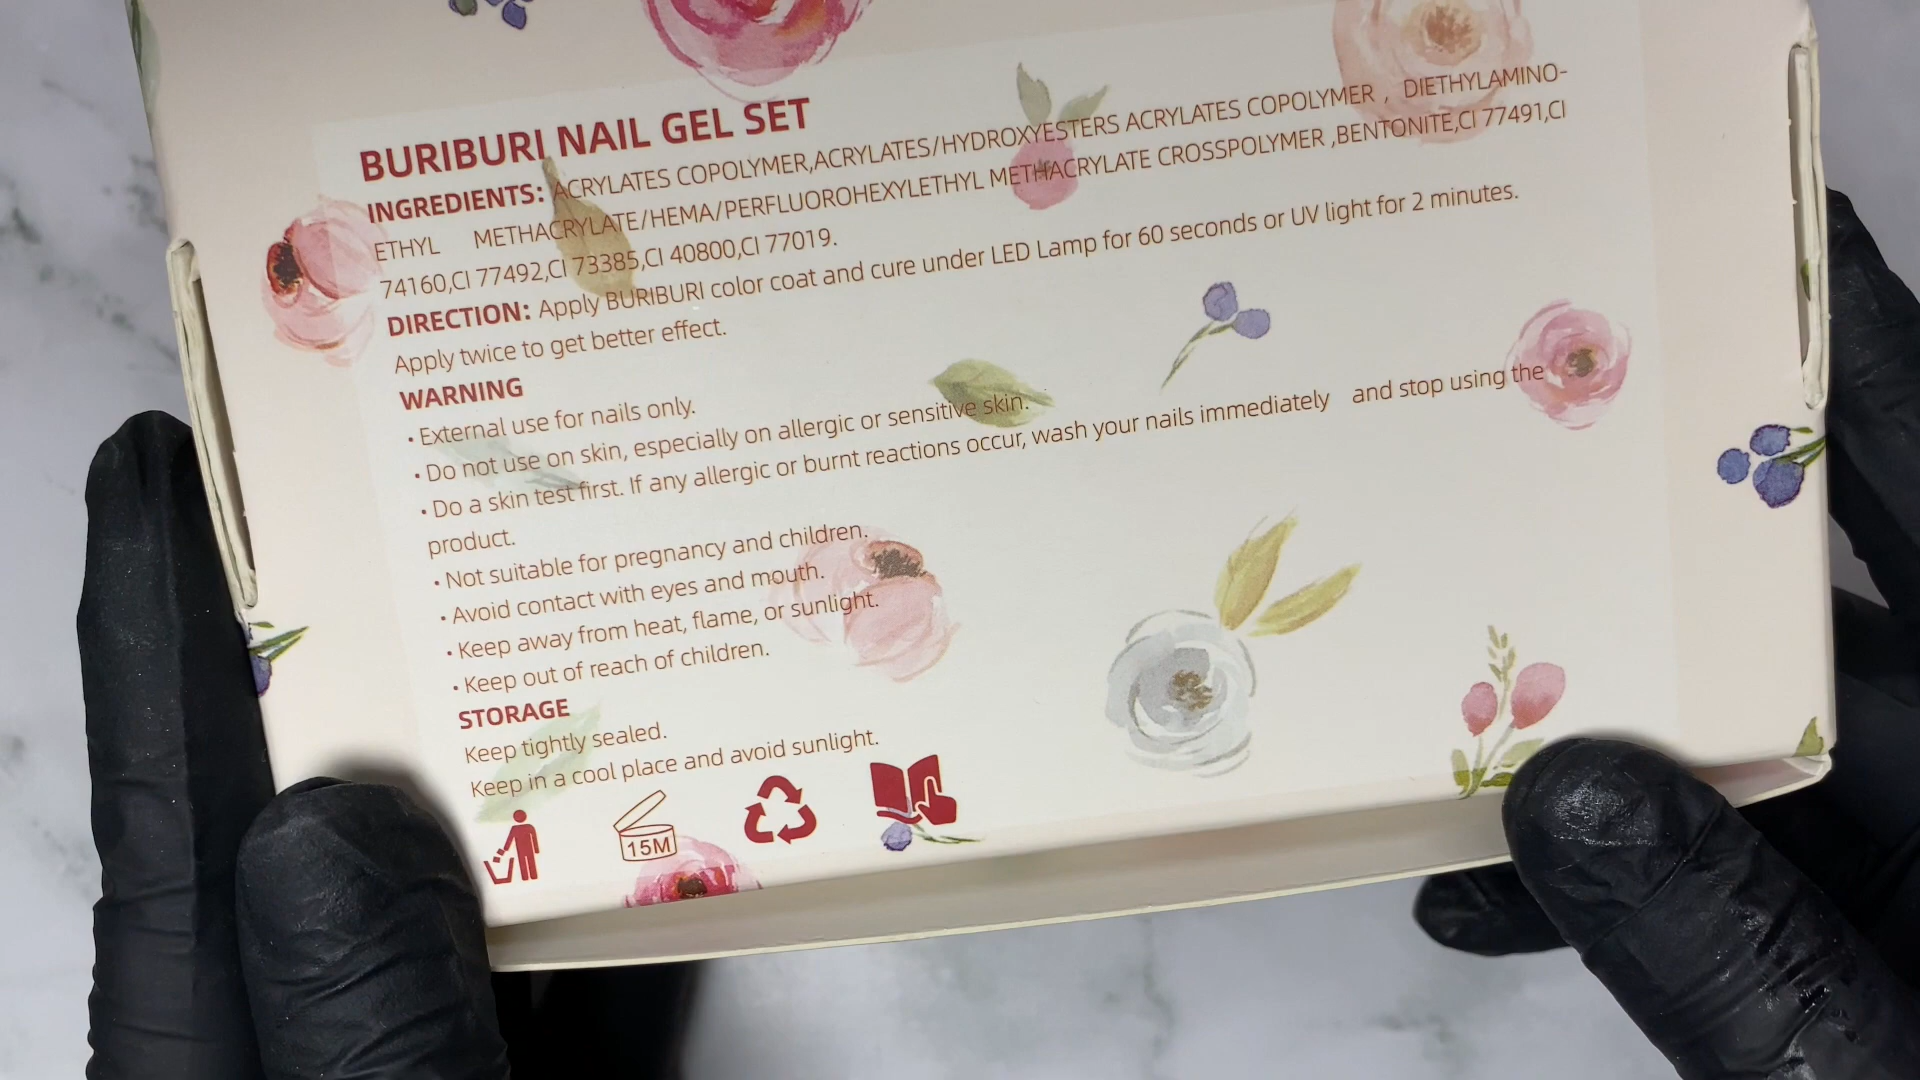 BURIBURI NAIL GEL SET
INGREDIENTS: ACRYLATES COPOLYMER,ACRYLATES/HYDROXYESTERS ACRYLATES COPOLYMER , DIETHYLAMINO-
ETHYL METHACRYLATE/HEMA/PERFLUOROHEXYLETHYL METHACRYLATE CROSSPOLYMER ,BENTONITE,CI 77491,CI
74160,CI 77492,CI 73385,CI 40800,CI 77019.
DIRECTION: Apply BURIBURI color coat and cure under LED Lamp for 60 seconds or UV light for 2 minutes.
Apply twice to get better effect.
WARNING
• External use for nails only.
• Do not use on skin, especially on allergic or sensitive skin.
• Do a skin test first. If any allergic or burnt reactions occur, wash your nails immediately and stop using the
product.
• Not suitable for pregnancy and children.
• Avoid contact with eyes and mouth.
• Keep away from heat, flame, or sunlight.
• Keep out of reach of children.
STORAGE
Keep tightly sealed.
Keep in a cool place and avoid sunlight.
15M